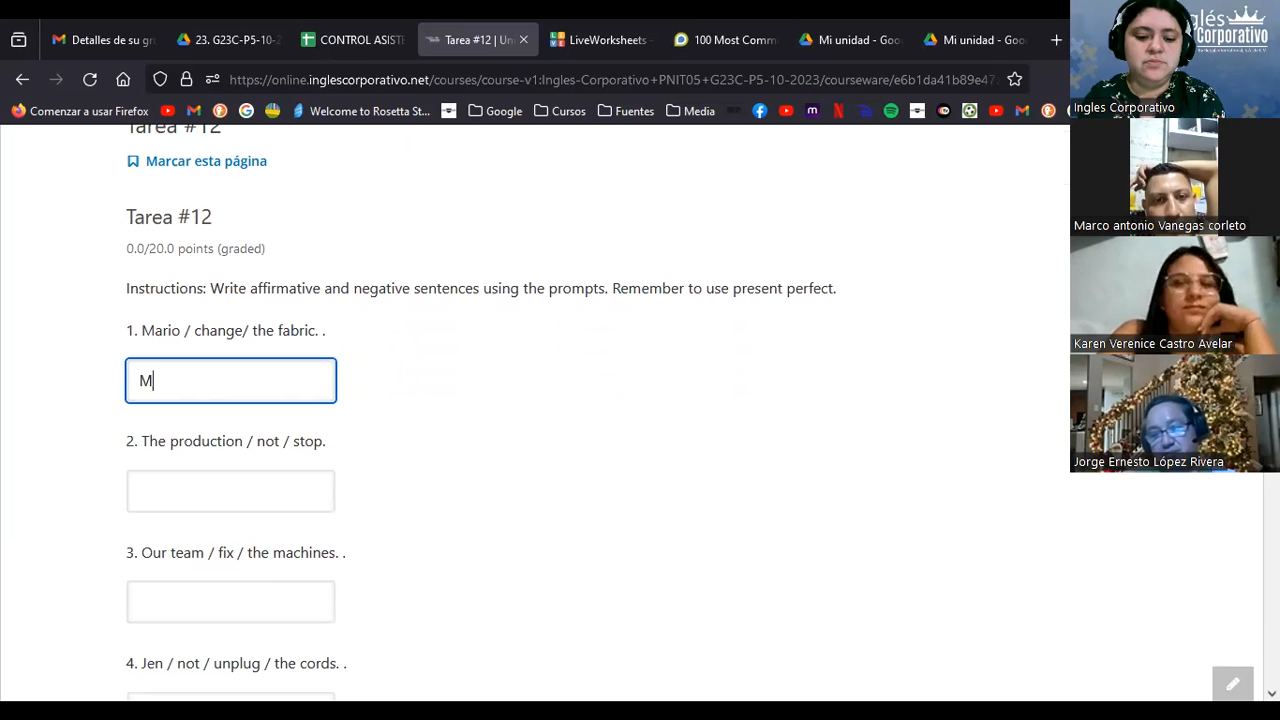 Detalles de su gr
23. G23C-P5-10-2
CONTROL ASISTE
Tarea
LiveWorksheets -
100 Most Comm
Mi unidad - Goo
Mi unidad - Goo
https://online.inglescorporativo.net/courses/course-v1:Ingles-Corporativo+PNIT05+G23C-P5-10-2023/courseware/e6b1da41b89e47
Comenzar a usar Firefox
Welcome to Rosetta St...
Google
Cursos
Fuentes
Media
Tarea #12
Marcar esta página
Tarea #12
0.0/20.0 points (graded)
Instructions: Write affirmative and negative sentences using the prompts. Remember to use present perfect.
1. Mario / change/ the fabric. .
M
2. The production / not / stop.
3. Our team / fix / the machines. .
4. Jen / not / unplug / the cords. .
glés
Corporativo
Ingles Corporativo
Marco antonio Vanegas corleto
Karen Verenice Castro Avelar
Jorge Ernesto López Rivera